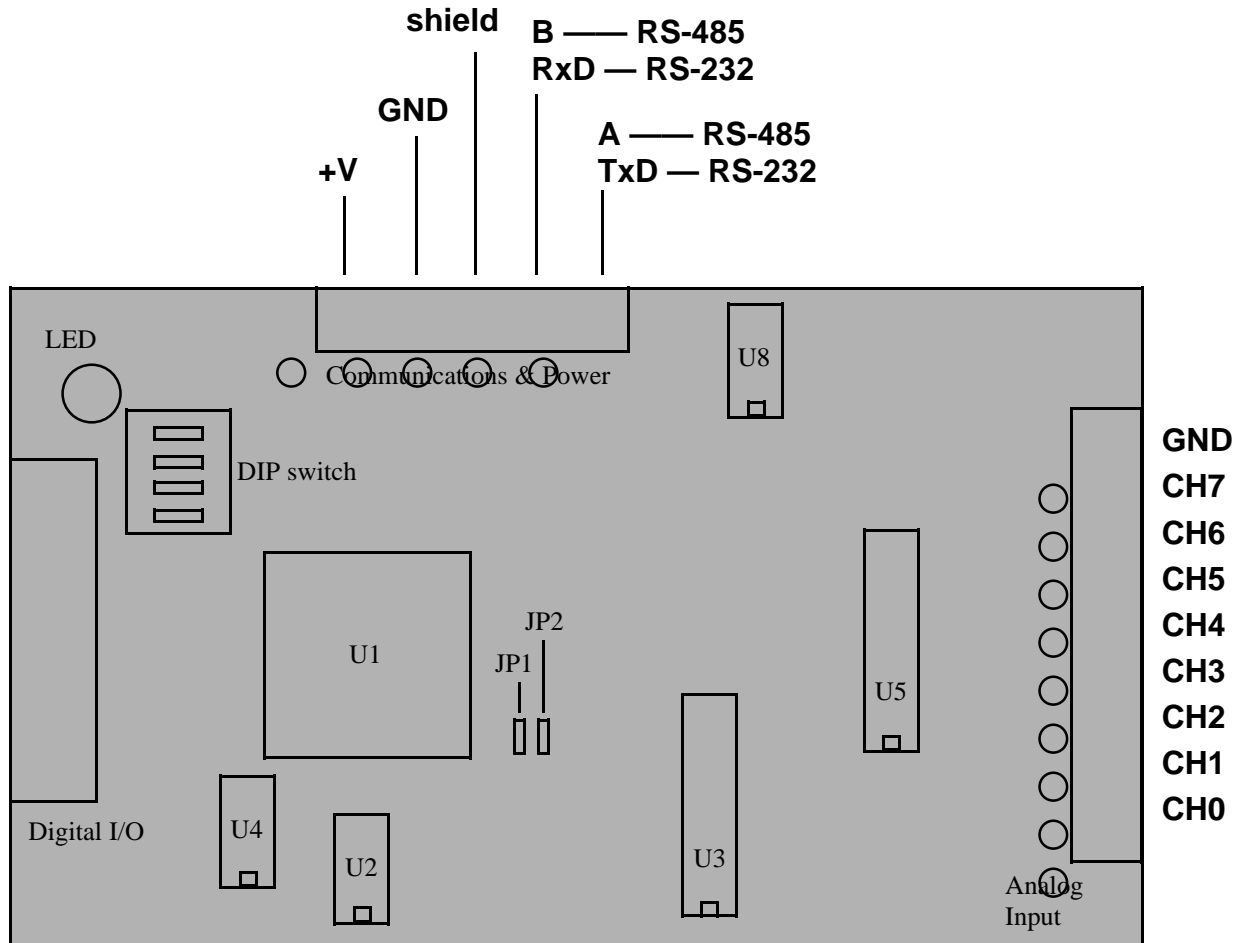 shield
B —— RS-485
RxD — RS-232
GND
A —— RS-485
TxD — RS-232
+V
LED
U8
Communications & Power
GND
DIP switch
CH7
CH6
CH5
CH4
JP2
U1
JP1
CH3
U5
CH2
CH1
CH0
Digital I/O
U4
U3
U2
Analog
Input